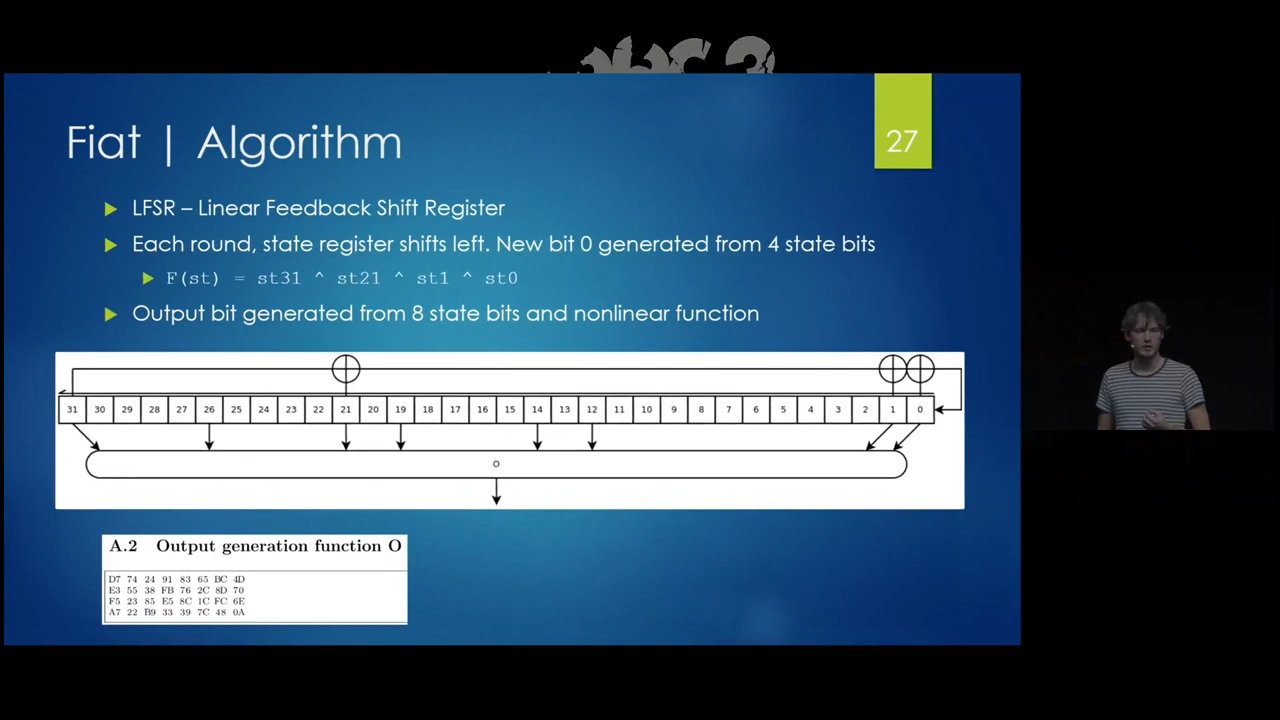 Fiat | Algorithm
27
LFSR – Linear Feedback Shift Register
Each round, state register shifts left. New bit 0 generated from 4 state bits
F(st) = st31 ^ st21 ^ st1 ^ st0
Output bit generated from 8 state bits and nonlinear function
31 30 29 28 27 26 25 24 23 22 21 20 19 18 17 16 15 14 13 12 11 10 9 8 7 6 5 4 3 2 1 0
O
A.2 Output generation function O
D7 74 24 91 83 65 BC 4D
E3 55 38 FB 76 2C 8D 70
F5 23 85 E5 8C 1C FC 6E
A7 22 B9 33 39 7C 48 0A